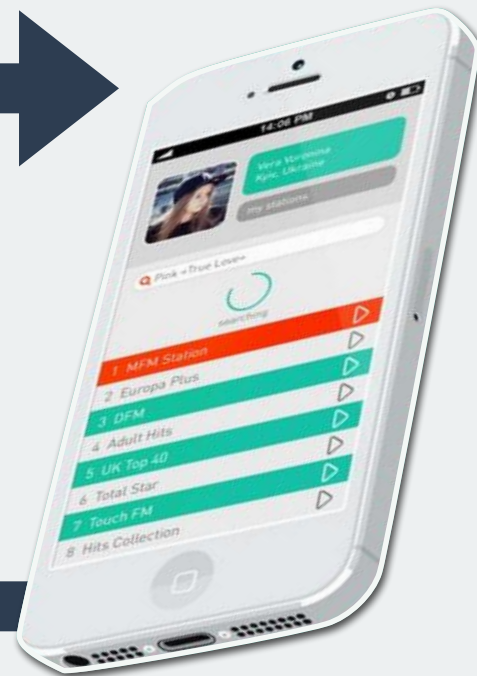 14:06 PM
Vera Voronina
Kyiv, Ukraine
my stations
Pink «True Love»
searching
1 MFM Station
2 Europa Plus
3 DFM
4 Adult Hits
5 UK Top 40
6 Total Star
7 Touch FM
8 Hits Collection